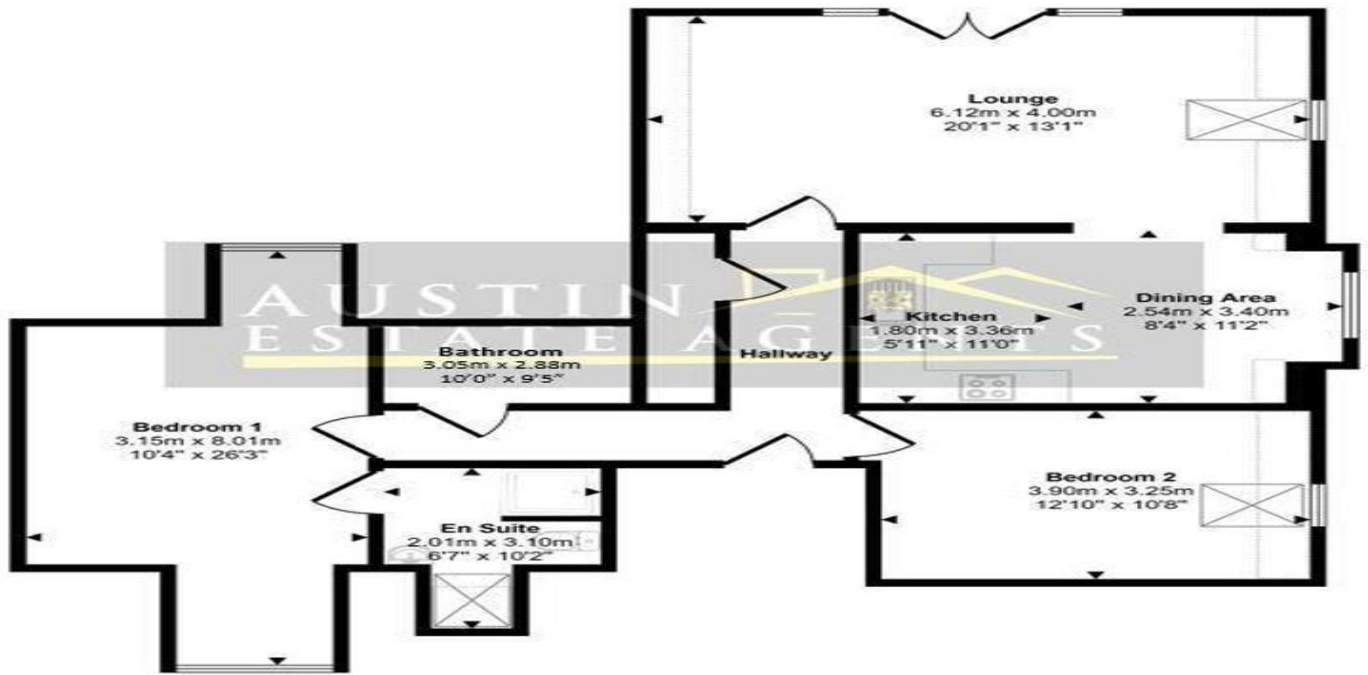 Lounge
6.12m x 4.00m
20'1" x 13'1"
AUSTIN
ESTATE AGENTS
Kitchen
1.80m x 3.36m
5'11" x 11'0"
Dining Area
2.54m x 3.40m
8'4" x 11'2"
Hallway
Bathroom
3.05m x 2.88m
10'0" x 9'5"
Bedroom 1
3.15m x 8.01m
10'4" x 26'3"
Bedroom 2
3.90m x 3.25m
12'10" x 10'8"
En Suite
2.01m x 3.10m
6'7" x 10'2"